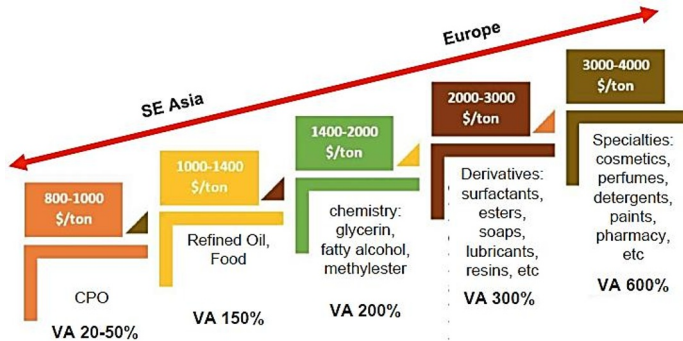 Europe
SE Asia
800-1000
$/ton
CPO
VA 20-50%
1000-1400
$/ton
Refined Oil,
Food
VA 150%
1400-2000
$/ton
chemistry:
glycerin,
fatty alcohol,
methylester
VA 200%
2000-3000
$/ton
Derivatives:
surfactants,
esters,
soaps,
lubricants,
resins, etc
VA 300%
3000-4000
$/ton
Specialties:
cosmetics,
perfumes,
detergents,
paints,
pharmacy,
etc
VA 600%